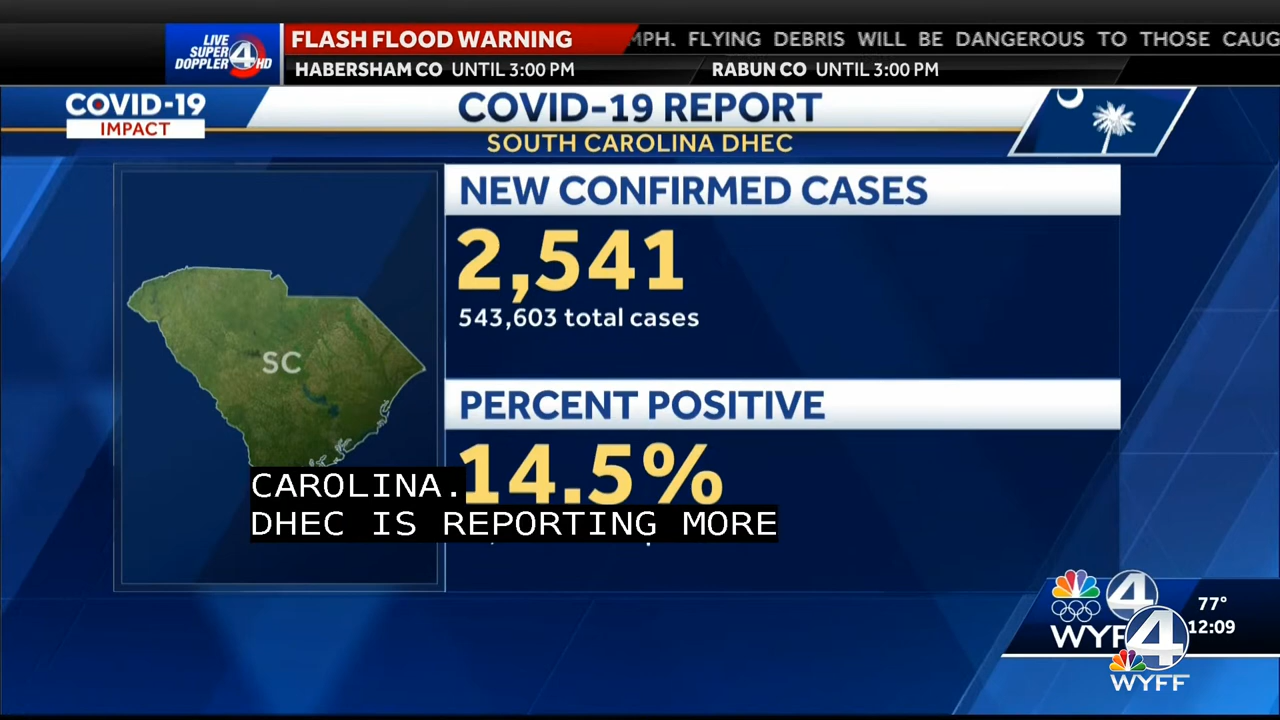 LIVE
SUPER
DOPPLER 4 HD
FLASH FLOOD WARNING
MPH. FLYING DEBRIS WILL BE DANGEROUS TO THOSE CAUG
HABERSHAM CO UNTIL 3:00 PM
RABUN CO UNTIL 3:00 PM
COVID-19
IMPACT
COVID-19 REPORT
SOUTH CAROLINA DHEC
NEW CONFIRMED CASES
2,541
543,603 total cases
SC
PERCENT POSITIVE
14.5%
CAROLINA.
DHEC IS REPORTING MORE
4
WYF
77°
12:09
4
WYFF